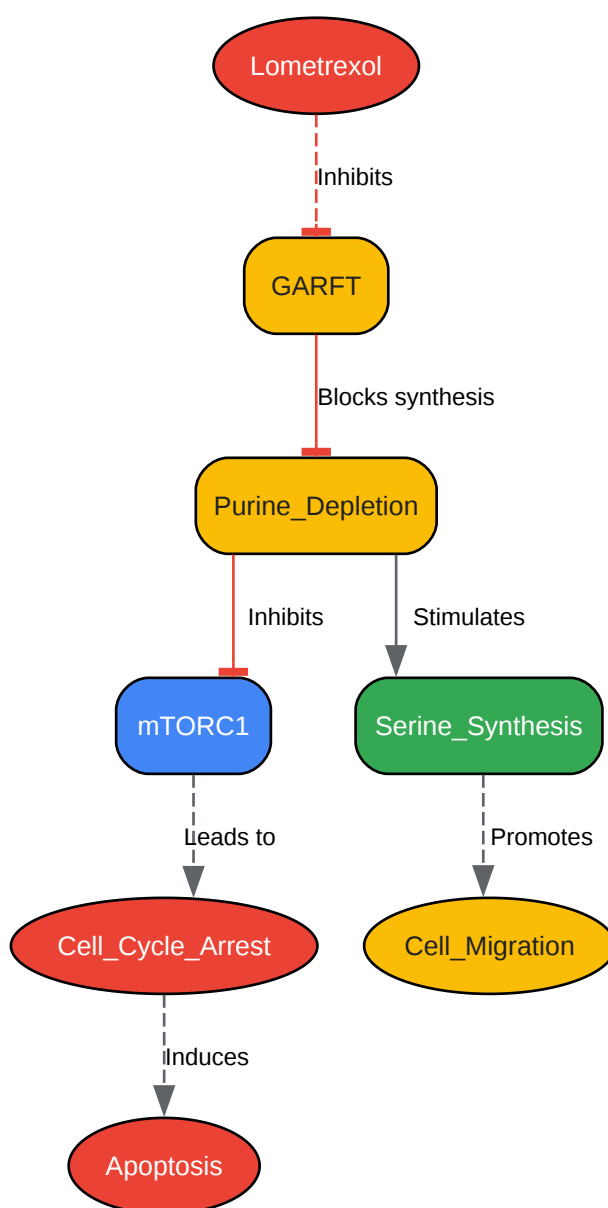 Lometrexol
Inhibits
GARFT
Blocks synthesis
Purine_Depletion
Inhibits
Stimulates
mTORC1
Serine_Synthesis
Leads to
Promotes
Cell_Cycle_Arrest
Cell_Migration
Induces
Apoptosis